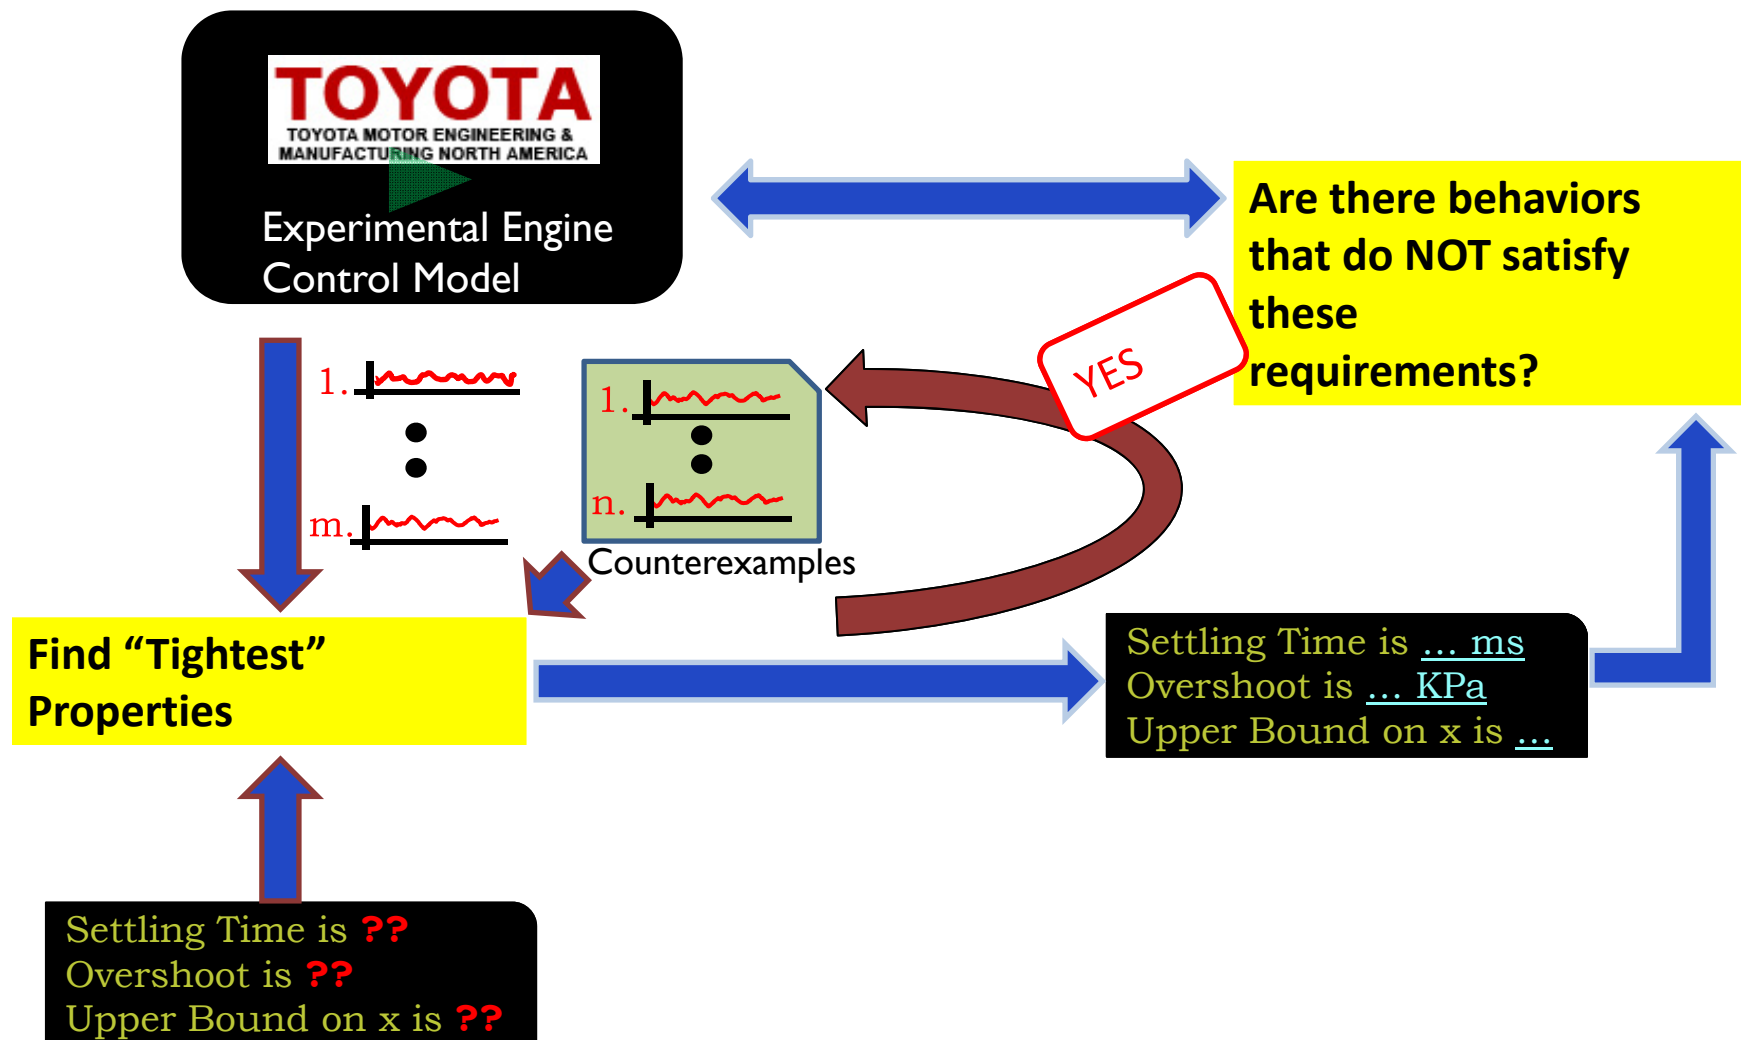 TOYOTA
TOYOTA MOTOR ENGINEERING &
MANUFACTURING NORTH AMERICA
Experimental Engine
Control Model
Are there behaviors
that do NOT satisfy
these
requirements?
YES
1.
m.
1.
n.
Counterexamples
Find “Tightest”
Properties
Settling Time is ... ms
Overshoot is ... KPa
Upper Bound on x is ...
Settling Time is ??
Overshoot is ??
Upper Bound on x is ??